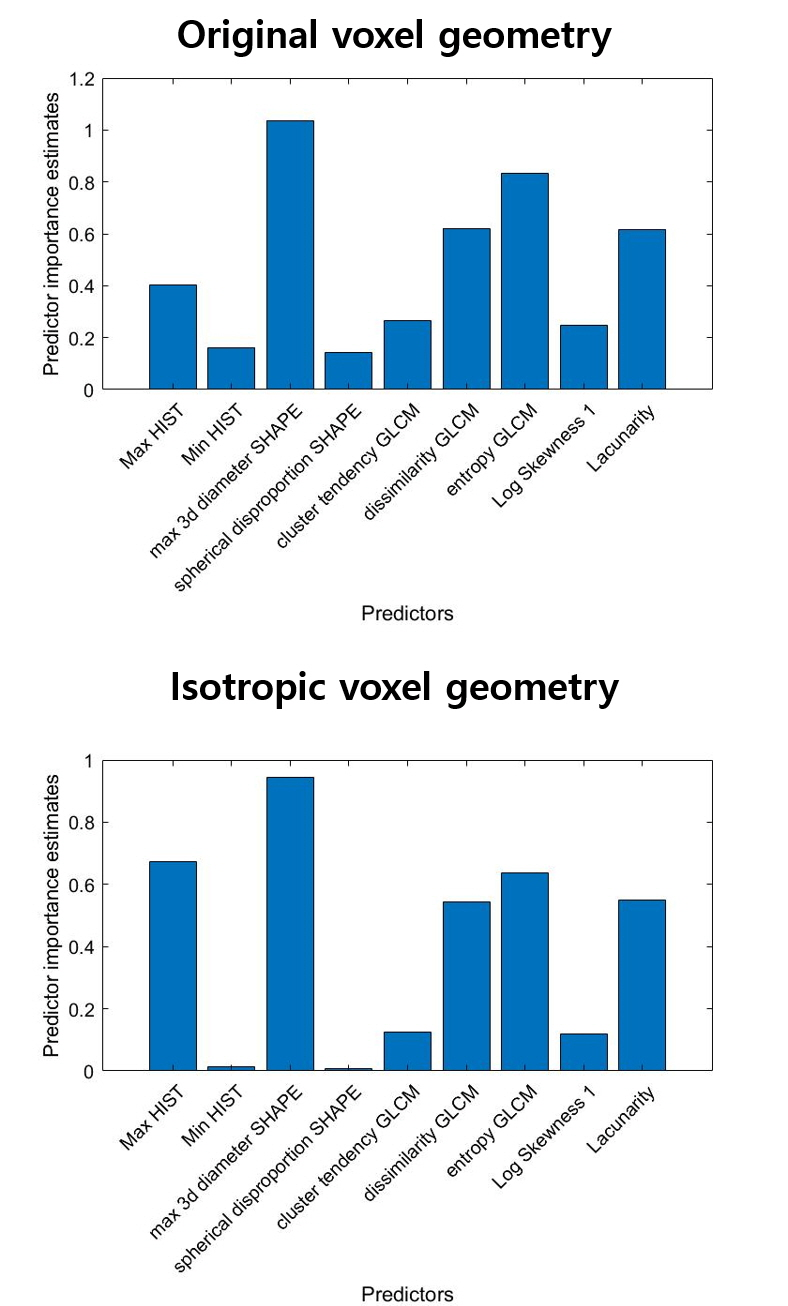 Original voxel geometry
Predictor importance estimates
1.2
1
0.8
0.6
0.4
0.2
0
Max HIST
Min HIST
max 3d diameter SHAPE
spherical disproportion SHAPE
cluster tendency GLCM
dissimilarity GLCM
entropy GLCM
Log Skewness 1
Lacunarity
Predictors
Isotropic voxel geometry
Predictor importance estimates
1
0.8
0.6
0.4
0.2
0
Max HIST
Min HIST
max 3d diameter SHAPE
spherical disproportion SHAPE
cluster tendency GLCM
dissimilarity GLCM
entropy GLCM
Log Skewness 1
Lacunarity
Predictors